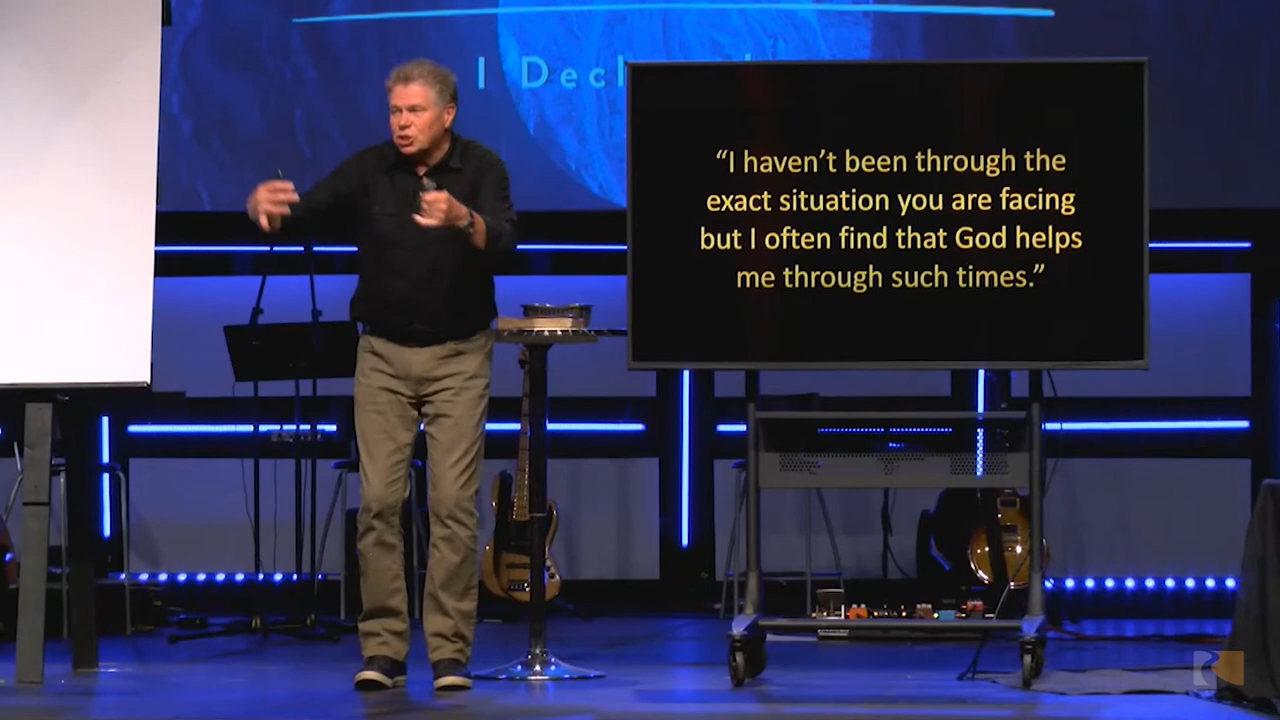 I
“I haven’t been through the
exact situation you are facing
but I often find that God helps
me through such times.”